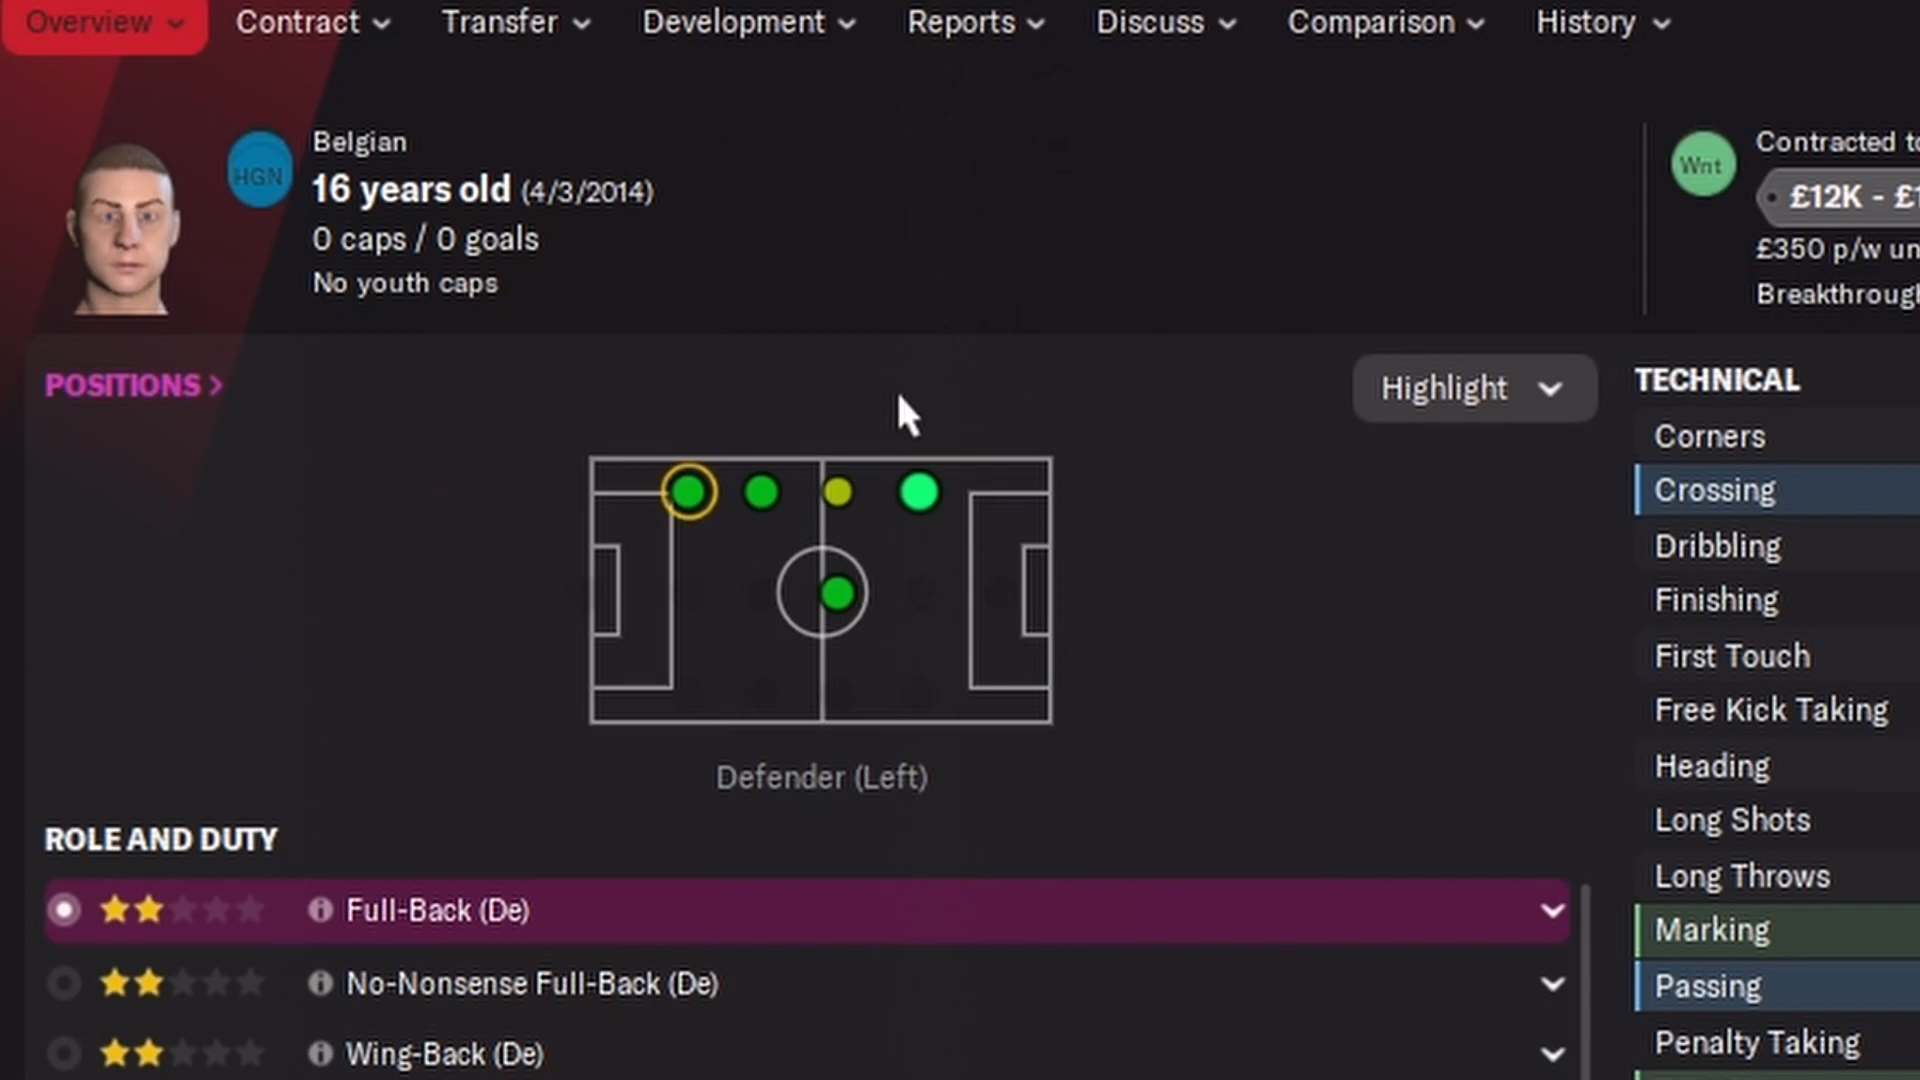 Overview Contract Transfer Development Reports Discuss Comparison History
HGN
Belgian
16 years old (4/3/2014)
0 caps / 0 goals
No youth caps
Wnt
Contracted
£12K - £
£350 p/w
POSITIONS >
Highlight
Defender (Left)
ROLE AND DUTY
Full-Back (De)
No-Nonsense Full-Back (De)
Wing-Back (De)
TECHNICAL
Corners
Crossing
Dribbling
Finishing
First Touch
Free Kick Taking
Heading
Long Shots
Long Throws
Marking
Passing
Penalty Taking